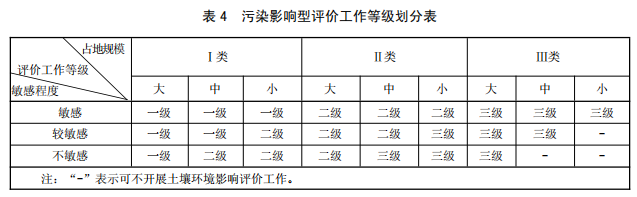 表 4 污染影响型评价工作等级划分表
占地规模
评价工作等级
敏感程度
Ⅰ类 Ⅱ类 Ⅲ类
大 中 小 大 中 小 大 中 小
敏感 一级 一级 一级 二级 二级 二级 三级 三级 三级
较敏感 一级 一级 二级 二级 二级 三级 三级 三级 -
不敏感 一级 二级 二级 二级 三级 三级 三级 - -
注：“-”表示可不开展土壤环境影响评价工作。